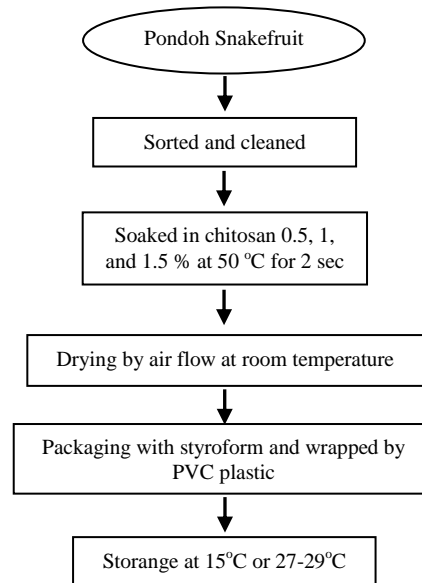 Pondoh Snakefruit
Sorted and cleaned
Soaked in chitosan 0.5, 1,
and 1.5 % at 50 °C for 2 sec
Drying by air flow at room temperature
Packaging with styroform and wrapped by
PVC plastic
Storange at 15°C or 27-29°C